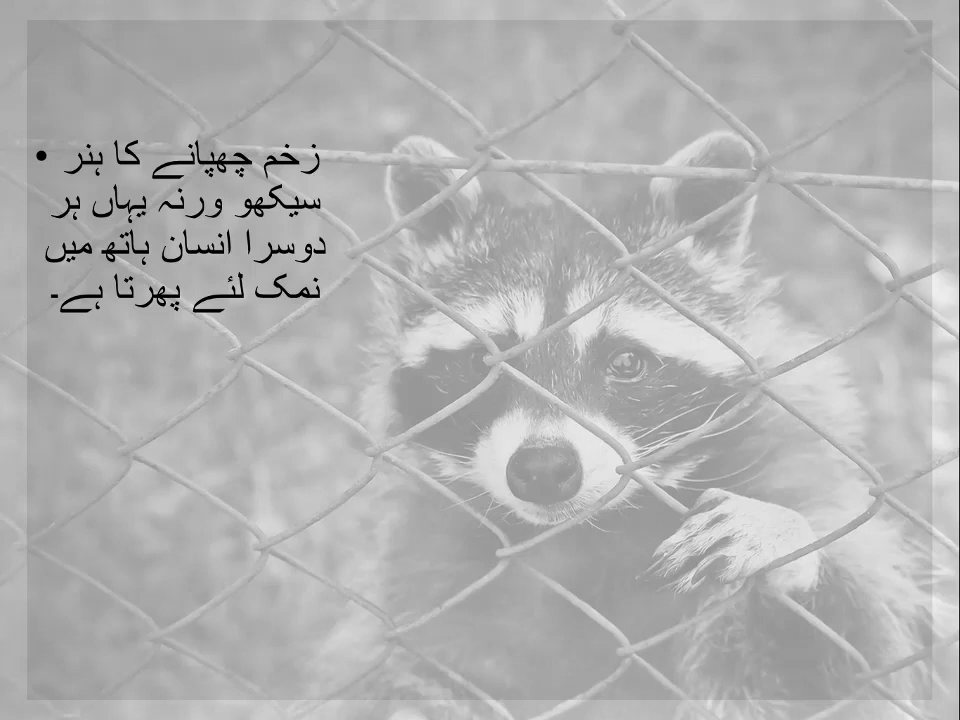 • زخم چھپانے کا ہنر
سیکھو ورنہ یہاں ہر
دوسرا انسان ہاتھ میں
نمک لئے پھرتا ہے۔